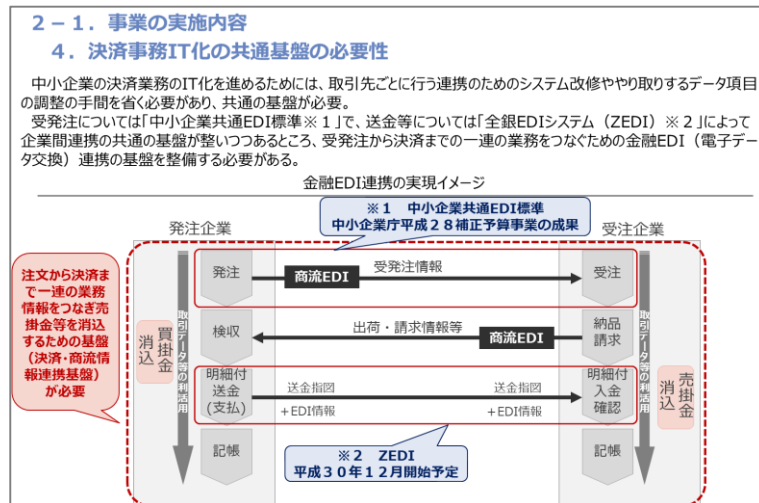 ２－１．事業の実施内容
４．決済事務IT化の共通基盤の必要性
中小企業の決済業務のIT化を進めるためには、取引先ごとに行う連携のためのシステム改修ややり取りするデータ項目
の調整の手間を省く必要があり、共通の基盤が必要。
受発注については「中小企業共通EDI標準※１」で、送金等については「全銀EDIシステム（ZEDI）※２」によって
企業間連携の共通の基盤が整いつつあるところ、受発注から決済までの一連の業務をつなぐための金融EDI（電子デー
タ交換）連携の基盤を整備する必要がある。
金融EDI連携の実現イメージ
※１　中小企業共通EDI標準
中小企業庁平成２８補正予算事業の成果
発注企業
受注企業
注文から決済ま
で一連の業務
情報をつなぎ売
掛金等を消込
するための基盤
（決済・商流情
報連携基盤）
が必要
買掛金
消込
取引データ等の利活用
発注
商流EDI
受発注情報
受注
検収
出荷・請求情報等
商流EDI
納品
請求
明細付
送金
(支払)
送金指図
＋EDI情報
送金指図
＋EDI情報
明細付
入金
確認
記帳
記帳
取引データ等の利活用
売掛金
消込
※２　ZEDI
平成３０年１２月開始予定